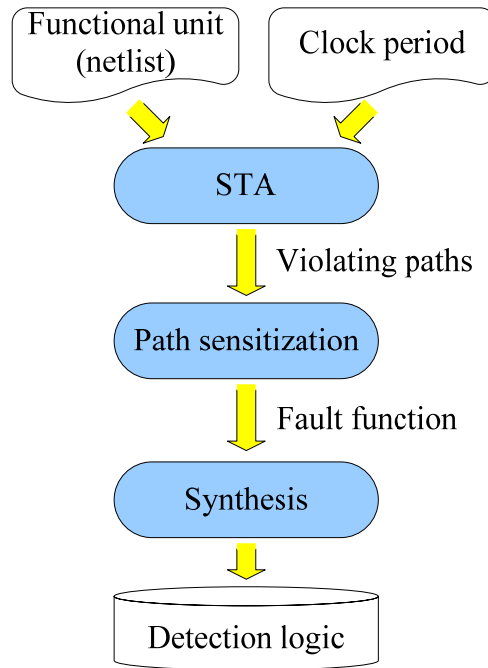 Functional unit
(netlist)
Clock period
STA
Violating paths
Path sensitization
Fault function
Synthesis
Detection logic